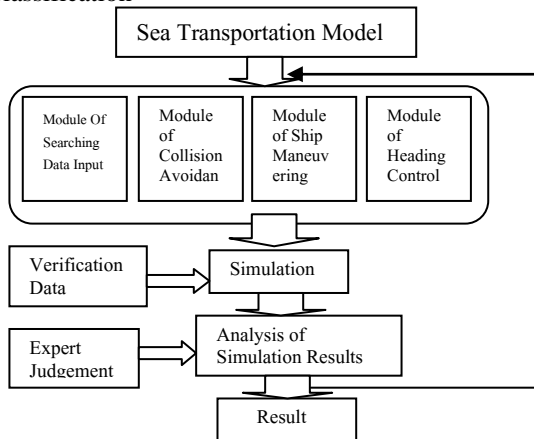 lassification
Sea Transportation Model
Module Of
Searching
Data Input
Module
of
Collision
Avoidan
Module
of Ship
Maneuv
ering
Module
of
Heading
Control
Verification
Data
Simulation
Expert
Judgement
Analysis of
Simulation Results
Result